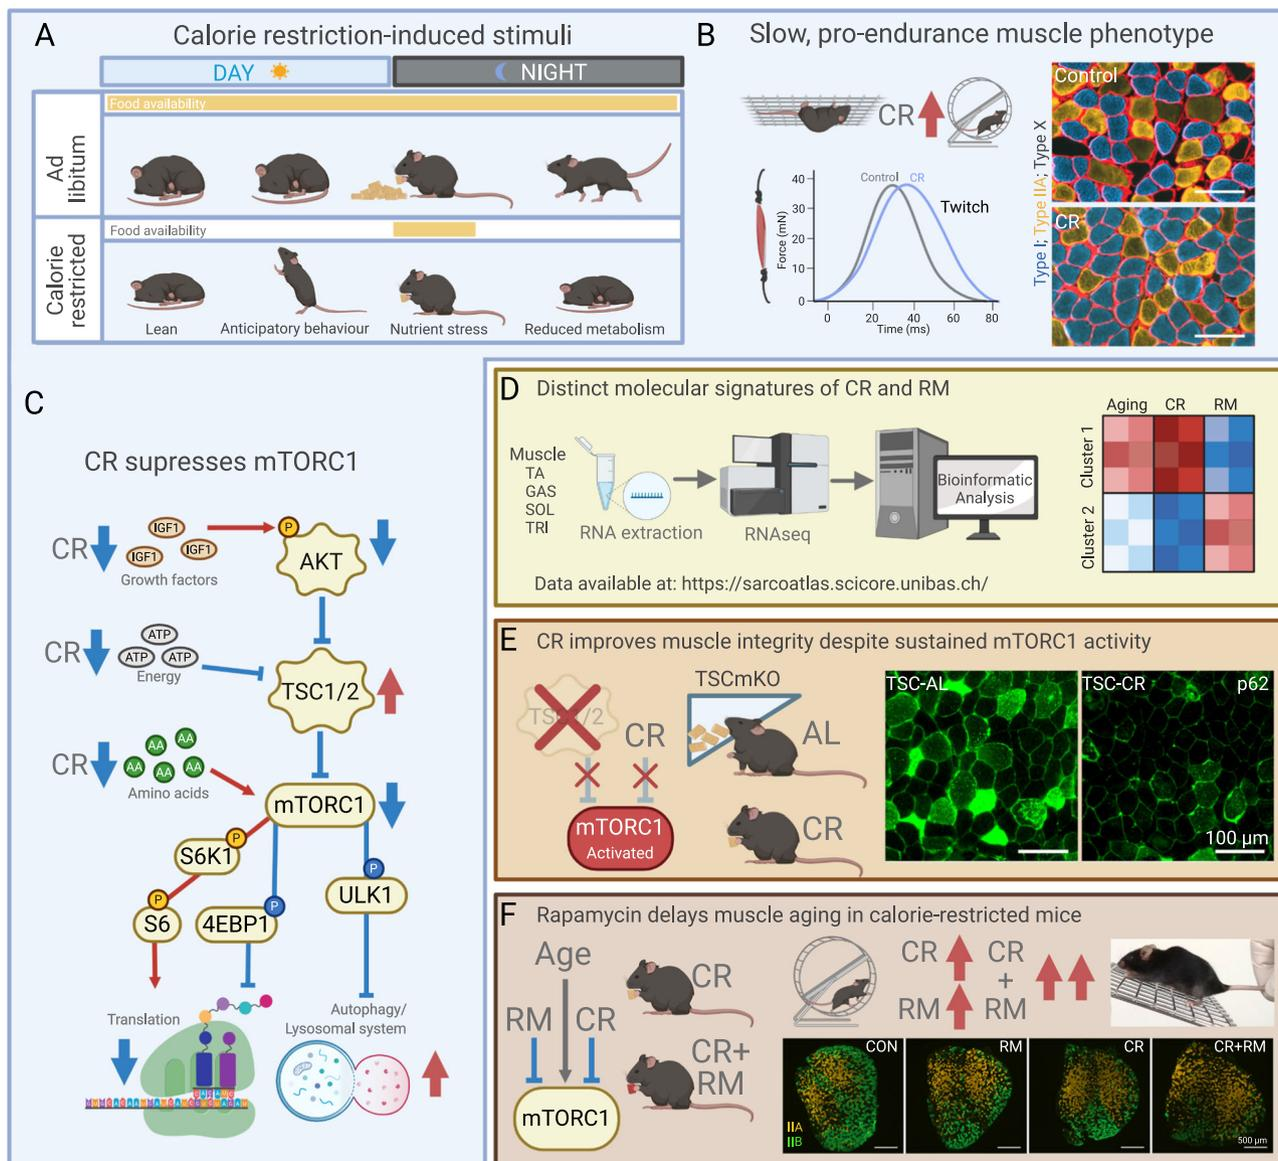 A
Calorie restriction-induced stimuli
DAY
NIGHT
Ad libitum
Food availability
Calorie restricted
Food availability
Lean
Anticipatory behaviour
Nutrient stress
Reduced metabolism
B
Slow, pro-endurance muscle phenotype
CR
Control
CR
Twitch
Force (mN)
40
30
20
10
0
0
20
40
60
80
Time (ms)
Type I; Type IIA; Type X
Control
CR
C
CR supresses mTORC1
CR
IGF1
IGF1
IGF1
Growth factors
P
AKT
CR
ATP
ATP
ATP
Energy
TSC1/2
CR
AA
AA
AA
AA
AA
Amino acids
mTORC1
P
S6K1
P
P
S6
P
4EBP1
ULK1
Translation
Autophagy/
Lysosomal system
D
Distinct molecular signatures of CR and RM
Muscle
TA
GAS
SOL
TRI
RNA extraction
RNAseq
Bioinformatic
Analysis
Aging
CR
RM
Cluster 1
Cluster 2
Data available at: https://sarcoatlas.scicore.unibas.ch/
E
CR improves muscle integrity despite sustained mTORC1 activity
TSC1/2
CR
mTORC1
Activated
TSCmKO
AL
CR
TSC-AL
TSC-CR
p62
100 µm
F
Rapamycin delays muscle aging in calorie-restricted mice
Age
RM
CR
mTORC1
CR
CR+
RM
CR
RM
CR
+
RM
CON
RM
CR
CR+RM
IIA
IIB
500 µm